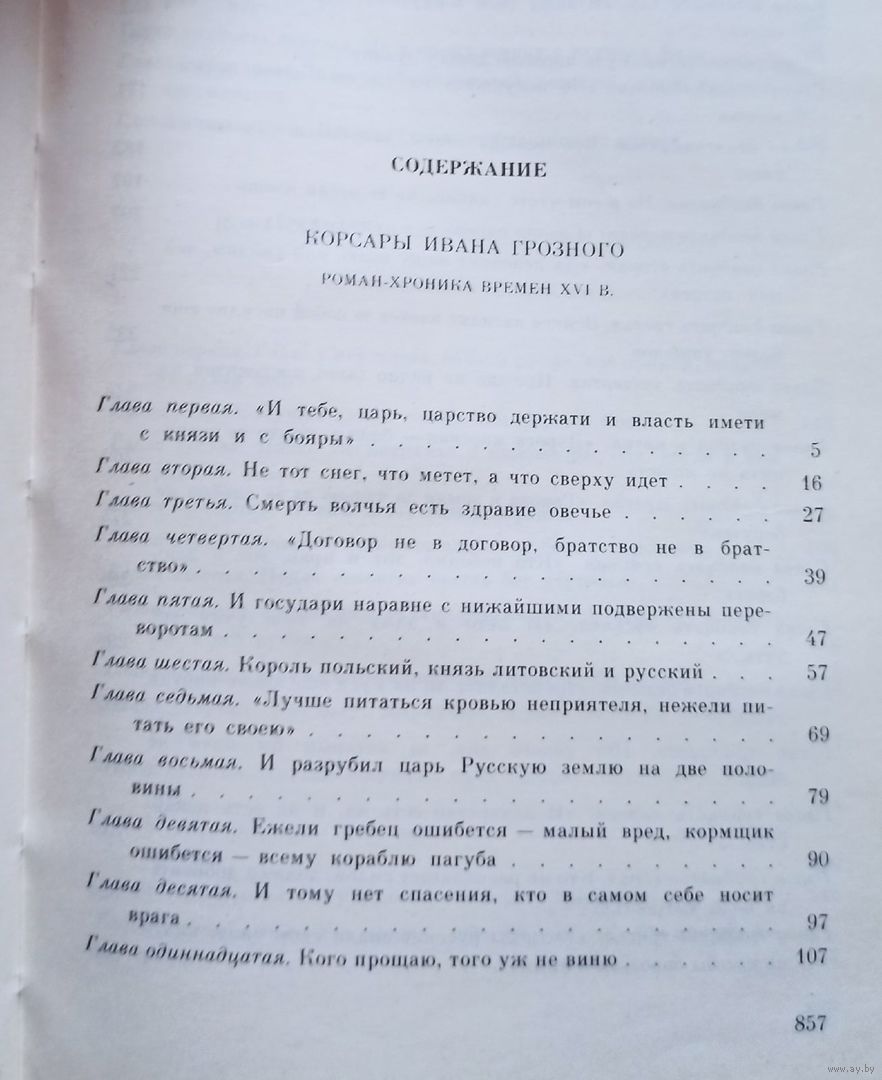 СОДЕРЖАНИЕ
КОРСАРЫ ИВАНА ГРОЗНОГО
РОМАН-ХРОНИКА ВРЕМЕН XVI В.
Глава первая. «И тебе, царь, царство держати и власть имети
с князи и с бояры» . . . . . . . . . . . . . 5
Глава вторая. Не тот снег, что метет, а что сверху идет . . . . 16
Глава третья. Смерть волчья есть здравие овечье . . . . . . 27
Глава четвертая. «Договор не в договор, братство не в брат-
ство» . . . . . . . . . . . . . . . . . . . . 39
Глава пятая. И государи наравне с нижайшими подвержены пере-
воротам . . . . . . . . . . . . . . . . . . . 47
Глава шестая. Король польский, князь литовский и русский . . . 57
Глава седьмая. «Лучше питаться кровью неприятеля, нежели пи-
тать его своею» . . . . . . . . . . . . . . . . 69
Глава восьмая. И разрубил царь Русскую землю на две поло-
вины . . . . . . . . . . . . . . . . . . . . 79
Глава девятая. Ежели гребец ошибется — малый вред, кормщик
ошибется — всему кораблю пагуба . . . . . . . . . . 90
Глава десятая. И тому нет спасения, кто в самом себе носит
врага . . . . . . . . . . . . . . . . . . . . 97
Глава одиннадцатая. Кого прощаю, того уж не виню . . . . . . 107
857
www.ay.by